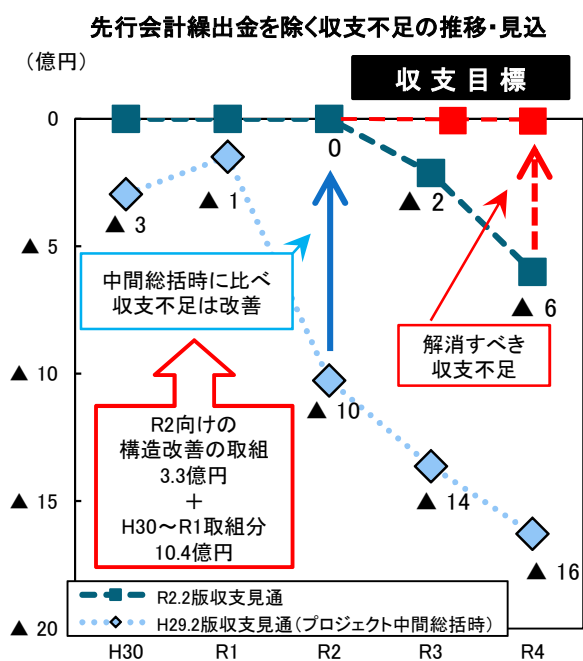 先行会計繰出金を除く収支不足の推移・見込
（億円）
収支目標
0
▲ 5
▲ 10
▲ 15
▲ 20
0
▲ 3
▲ 1
▲ 2
▲ 6
▲ 10
▲ 14
▲ 16
中間総括時に比べ
収支不足は改善
解消すべき
収支不足
R2向けの
構造改善の取組
3.3億円
＋
H30～R1取組分
10.4億円
R2.2版収支見通
H29.2版収支見通（プロジェクト中間総括時）
H30 R1 R2 R3 R4